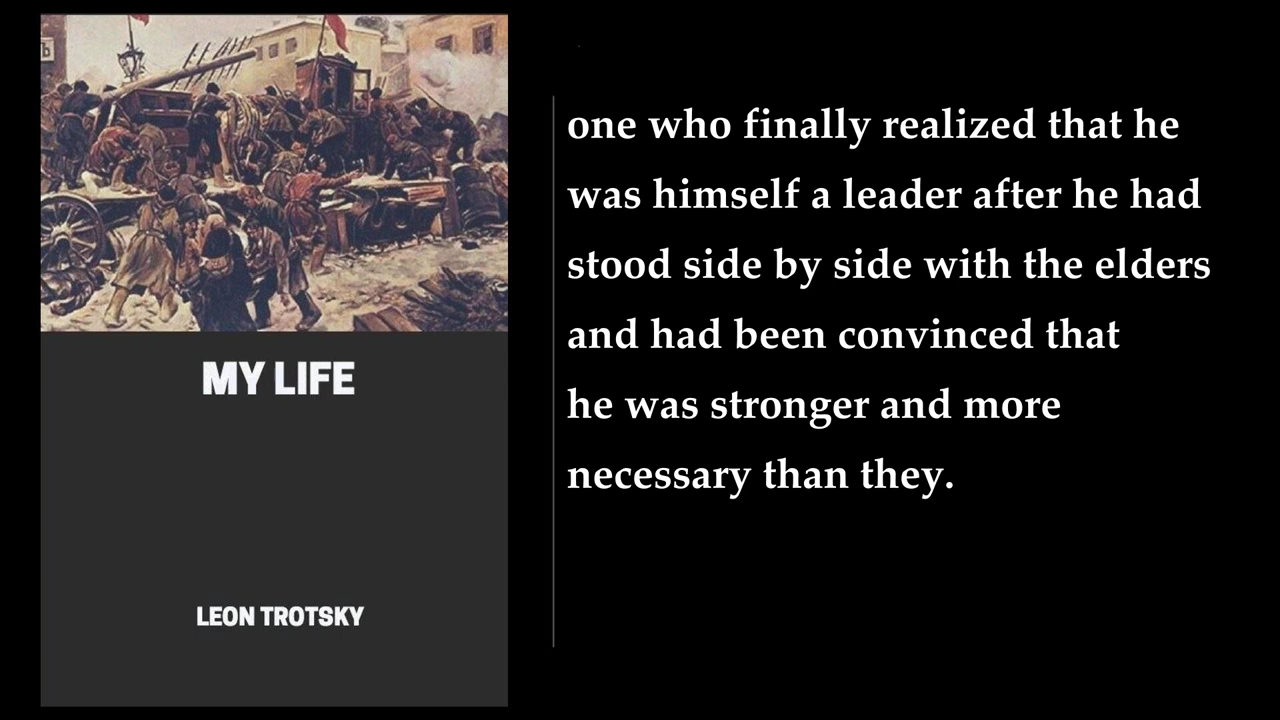 MY LIFE
LEON TROTSKY
one who finally realized that he
was himself a leader after he had
stood side by side with the elders
and had been convinced that
he was stronger and more
necessary than they.